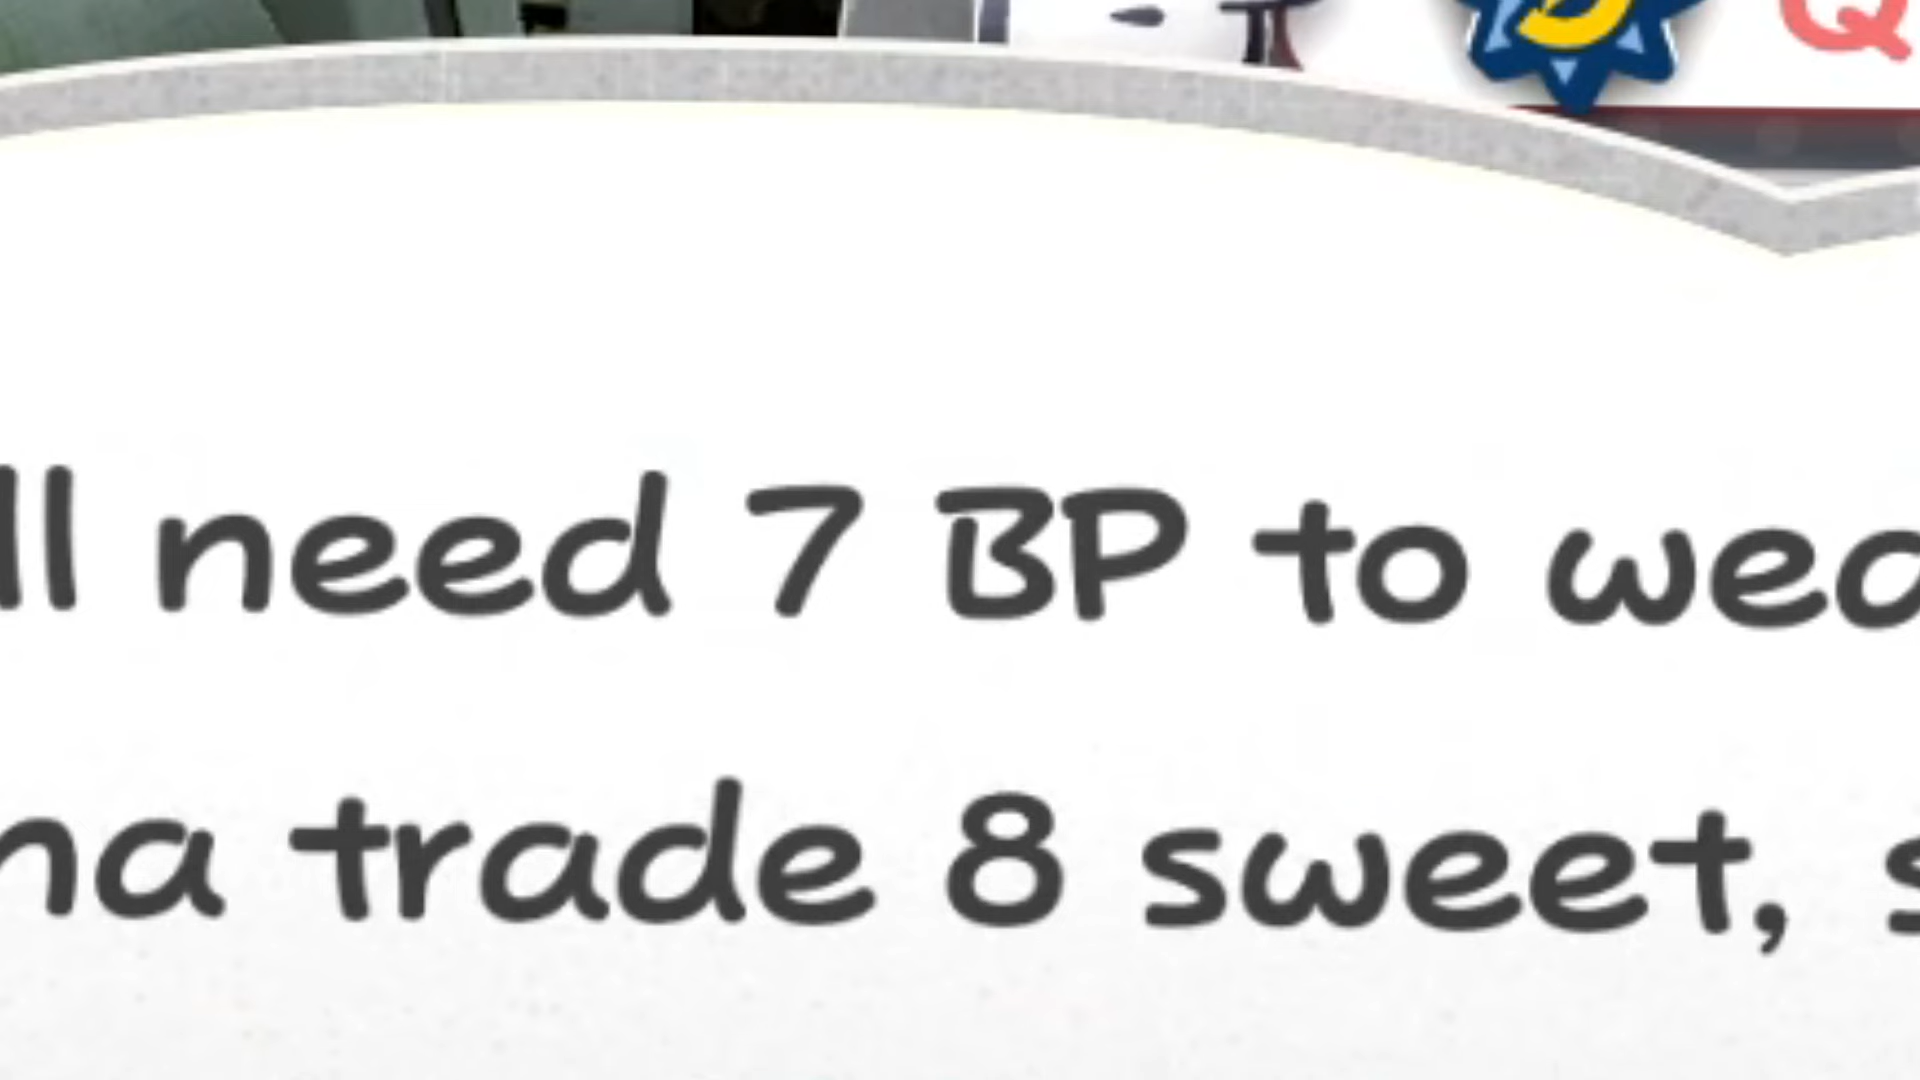 Q
ll need 7 BP to wea
na trade 8 sweet, s